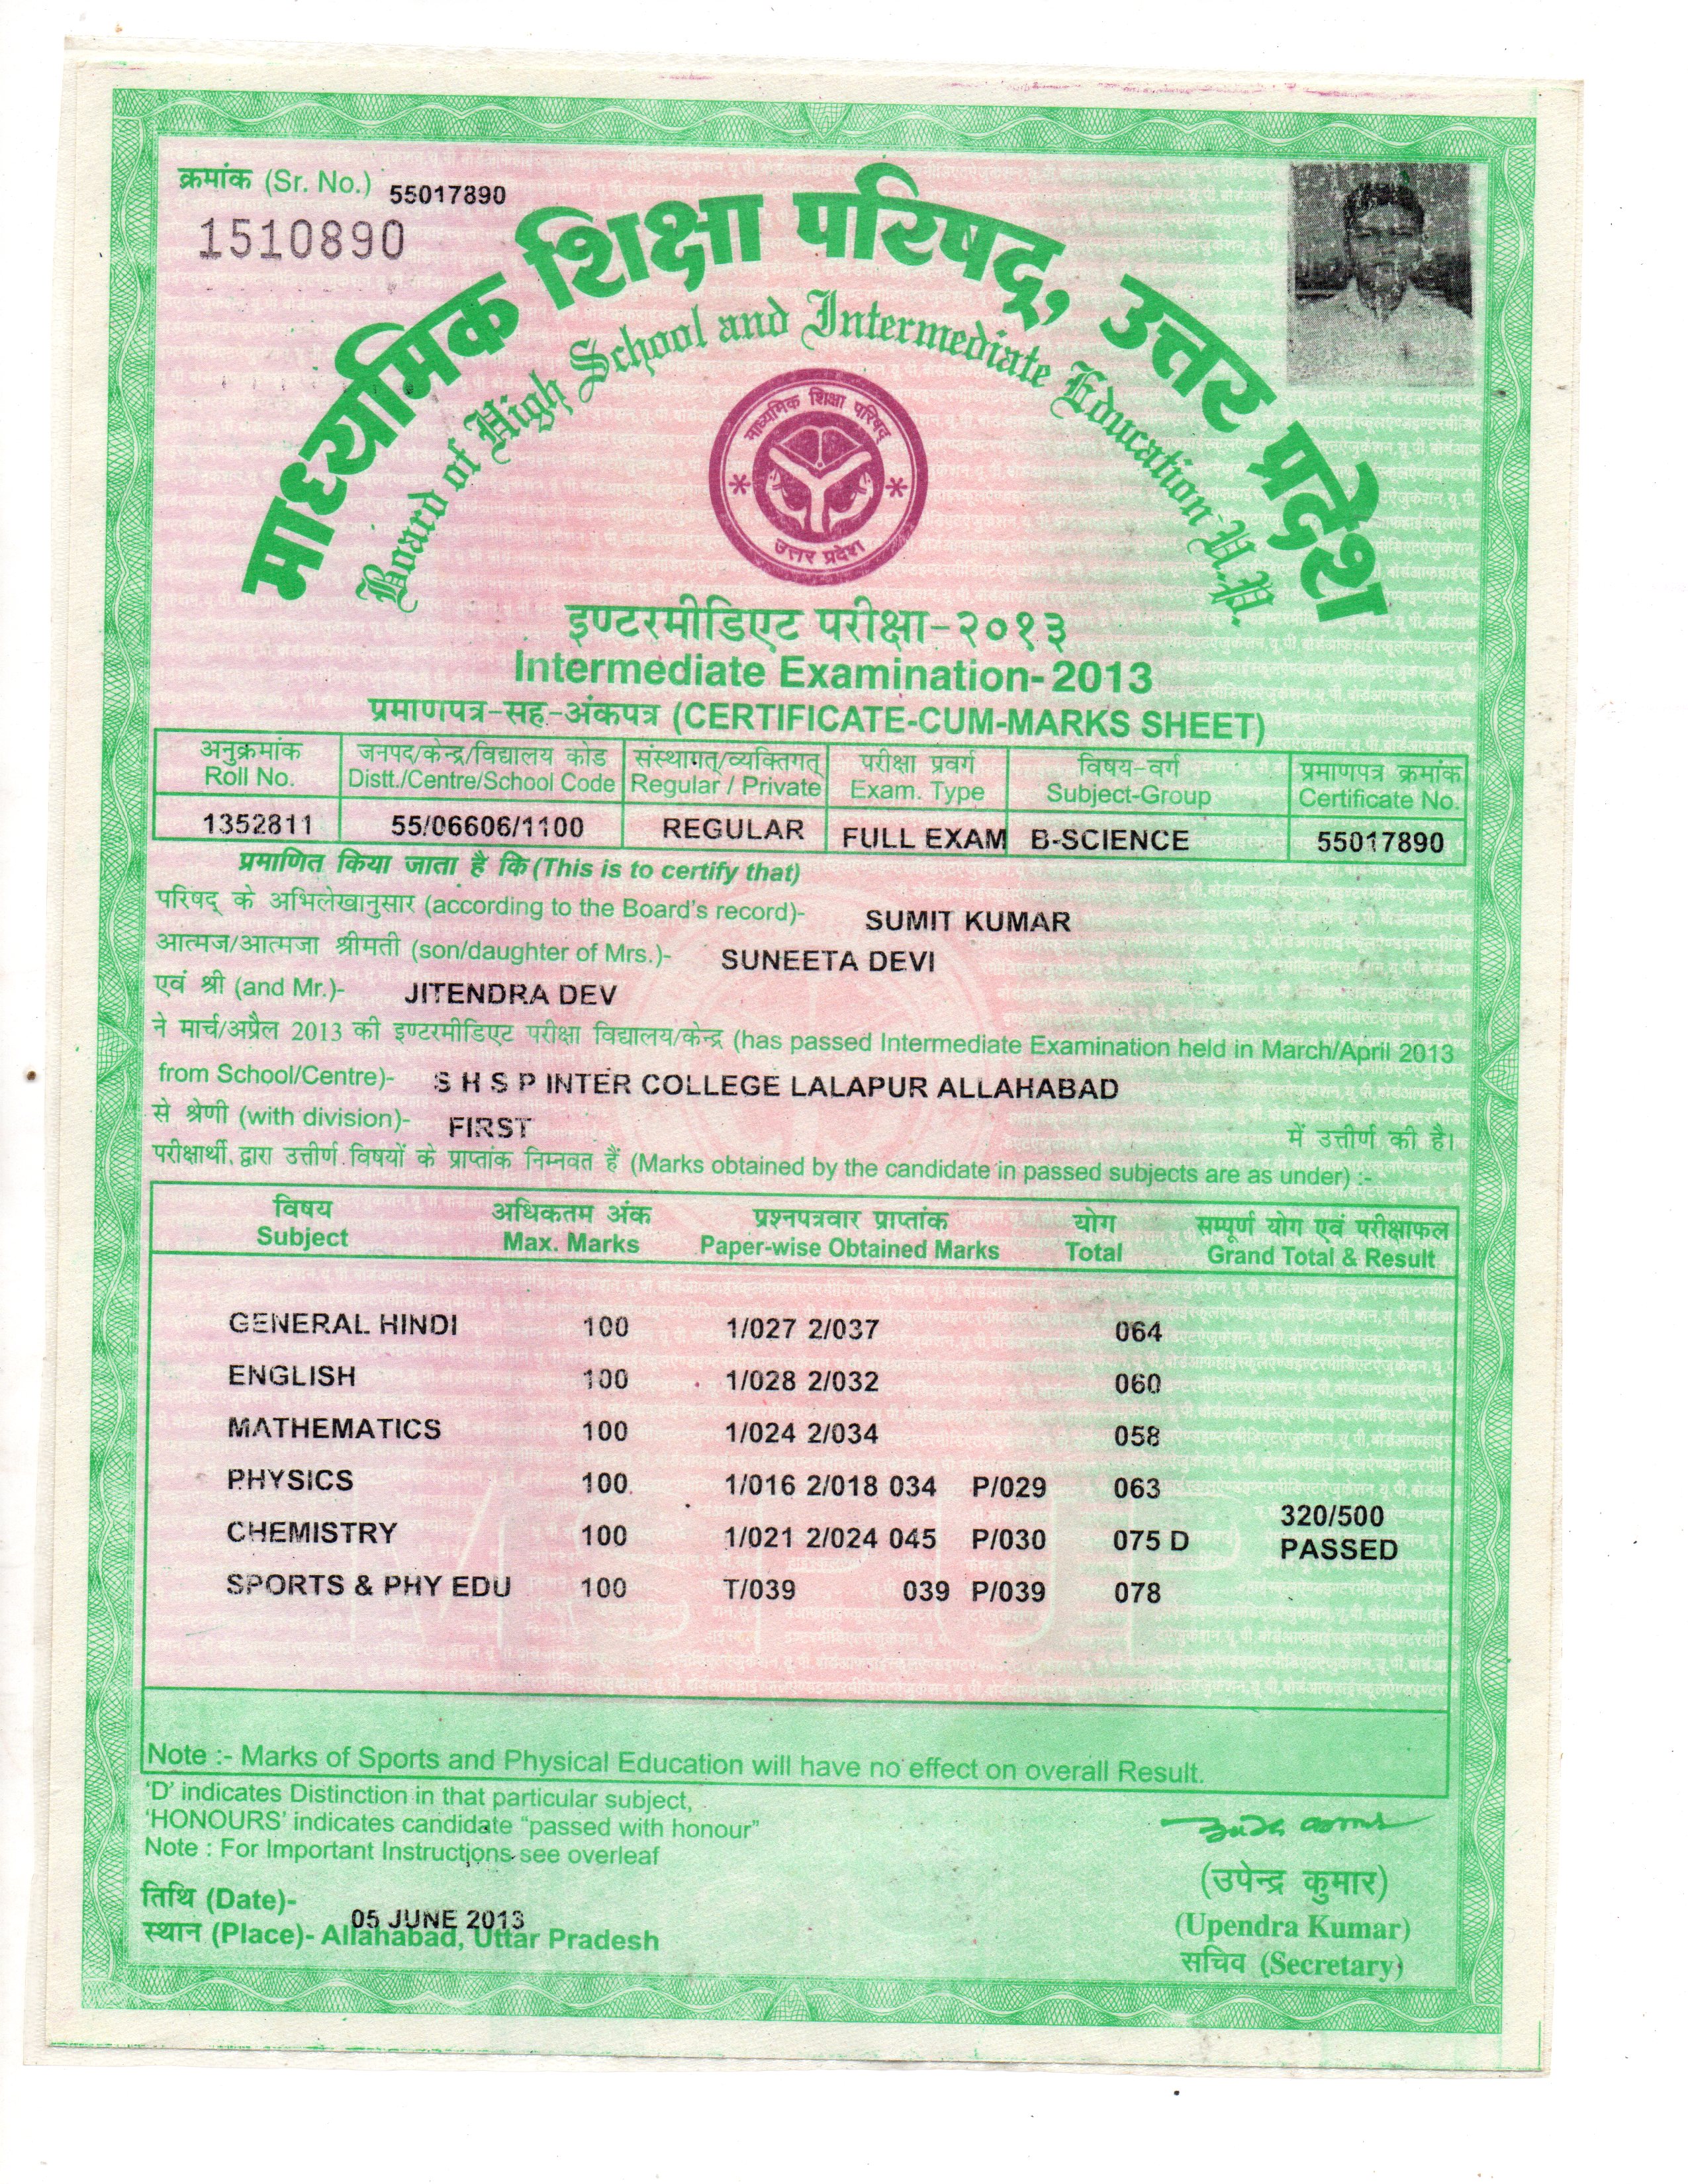 क्रमांक (Sr. No.) 55017890
1510890
माध्यमिक शिक्षा परिषद्, उत्तर प्रदेश
Board of High School and Intermediate Education U.P.
माध्यमिक शिक्षा परिषद्
उत्तर प्रदेश
इण्टरमीडिएट परीक्षा-२०१३
Intermediate Examination-2013
प्रमाणपत्र-सह-अंकपत्र (CERTIFICATE-CUM-MARKS SHEET)
अनुक्रमांक जनपद/केन्द्र/विद्यालय कोड संस्थागत/व्यक्तिगत परीक्षा प्रवर्ग विषय-वर्ग प्रमाणपत्र क्रमांक
Roll No. Distt./Centre/School Code Regular / Private Exam. Type Subject-Group Certificate No.
1352811 55/06606/1100 REGULAR FULL EXAM B-SCIENCE 55017890
प्रमाणित किया जाता है कि (This is to certify that)
परिषद् के अभिलेखानुसार (according to the Board's record)- SUMIT KUMAR
आत्मज/आत्मजा श्रीमती (son/daughter of Mrs.)- SUNEETA DEVI
एवं श्री (and Mr.)- JITENDRA DEV
ने मार्च/अप्रैल 2013 की इण्टरमीडिएट परीक्षा विद्यालय/केन्द्र (has passed Intermediate Examination held in March/April 2013
from School/Centre)- S H S P INTER COLLEGE LALAPUR ALLAHABAD
से श्रेणी (with division)- FIRST में उत्तीर्ण की है।
परीक्षार्थी द्वारा उत्तीर्ण विषयों के प्राप्तांक निम्नवत हैं (Marks obtained by the candidate in passed subjects are as under) :-
विषय अधिकतम अंक प्रश्नपत्रवार प्राप्तांक योग सम्पूर्ण योग एवं परीक्षाफल
Subject Max. Marks Paper-wise Obtained Marks Total Grand Total & Result
GENERAL HINDI 100 1/027 2/037 064
ENGLISH 100 1/028 2/032 060
MATHEMATICS 100 1/024 2/034 058
PHYSICS 100 1/016 2/018 034 P/029 063
320/500
CHEMISTRY 100 1/021 2/024 045 P/030 075 D
PASSED
SPORTS & PHY EDU 100 T/039 039 P/039 078
Note :- Marks of Sports and Physical Education will have no effect on overall Result.
'D' indicates Distinction in that particular subject,
'HONOURS' indicates candidate "passed with honour"
Note : For Important Instructions see overleaf
(उपेन्द्र कुमार)
तिथि (Date)- 05 JUNE 2013
(Upendra Kumar)
स्थान (Place)- Allahabad, Uttar Pradesh
सचिव (Secretary)